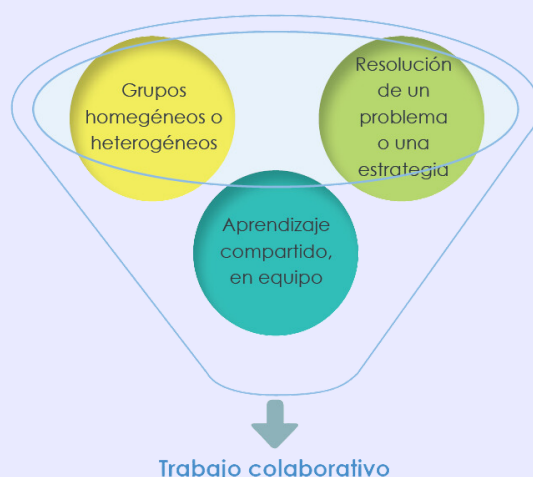 Grupos
homegéneos o
heterogéneos
Resolución
de un
problema
o una
estrategia
Aprendizaje
compartido,
en equipo
Trabajo colaborativo